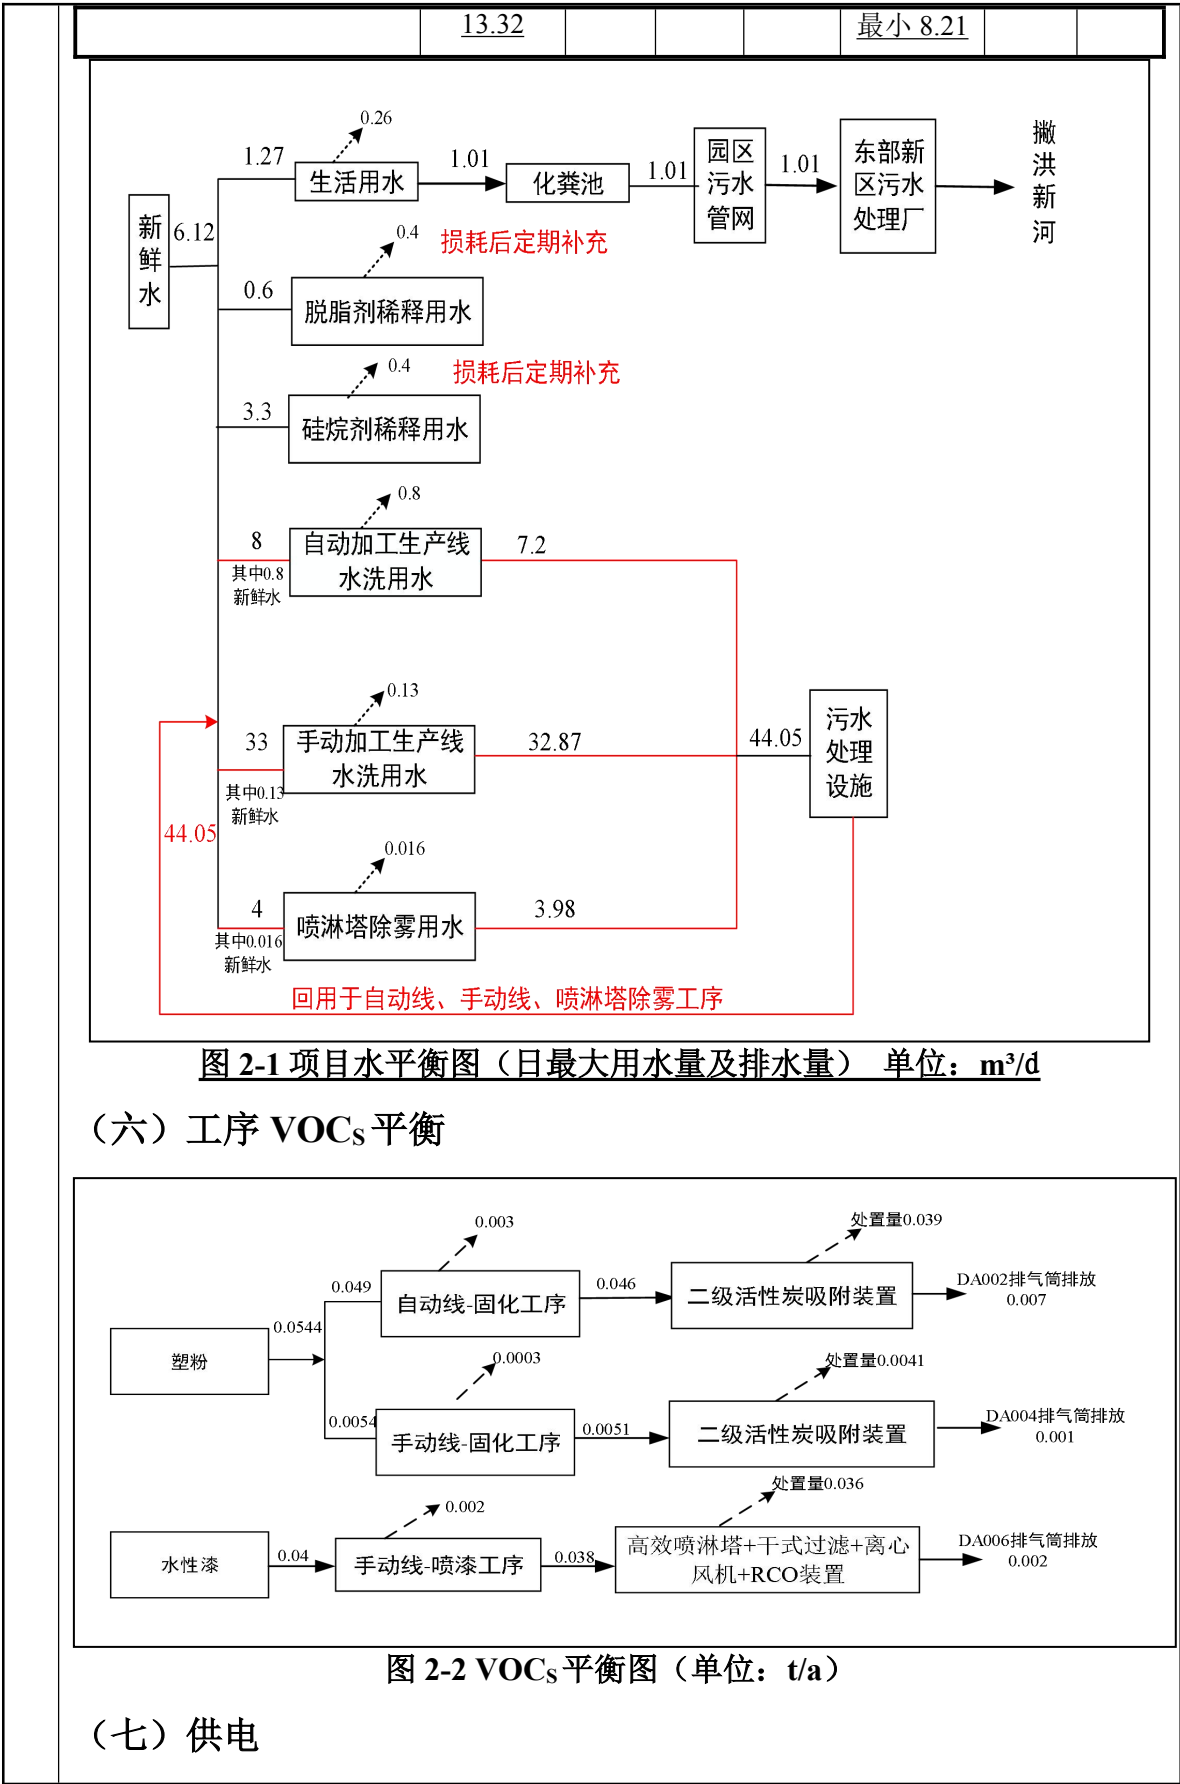 13.32
最小 8.21
0.26
1.27
生活用水
1.01
化粪池
1.01
园区
污水
管网
1.01
东部新
区污水
处理厂
撇
洪
新
河
新
鲜
水
6.12
0.4
损耗后定期补充
0.6
脱脂剂稀释用水
0.4
损耗后定期补充
3.3
硅烷剂稀释用水
0.8
8
其中0.8
新鲜水
自动加工生产线
水洗用水
7.2
0.13
33
其中0.13
新鲜水
手动加工生产线
水洗用水
32.87
44.05
污水
处理
设施
44.05
0.016
4
其中0.016
新鲜水
喷淋塔除雾用水
3.98
回用于自动线、手动线、喷淋塔除雾工序
图 2-1 项目水平衡图（日最大用水量及排水量） 单位：m³/d
（六）工序 VOCS 平衡
0.003
处置量0.039
0.049
自动线-固化工序
0.046
二级活性炭吸附装置
DA002排气筒排放
0.007
塑粉
0.0544
0.0003
处置量0.0041
0.0054
手动线-固化工序
0.0051
二级活性炭吸附装置
DA004排气筒排放
0.001
0.002
处置量0.036
水性漆
0.04
手动线-喷漆工序
0.038
高效喷淋塔+干式过滤+离心
风机+RCO装置
DA006排气筒排放
0.002
图 2-2 VOCS 平衡图（单位：t/a）
（七）供电